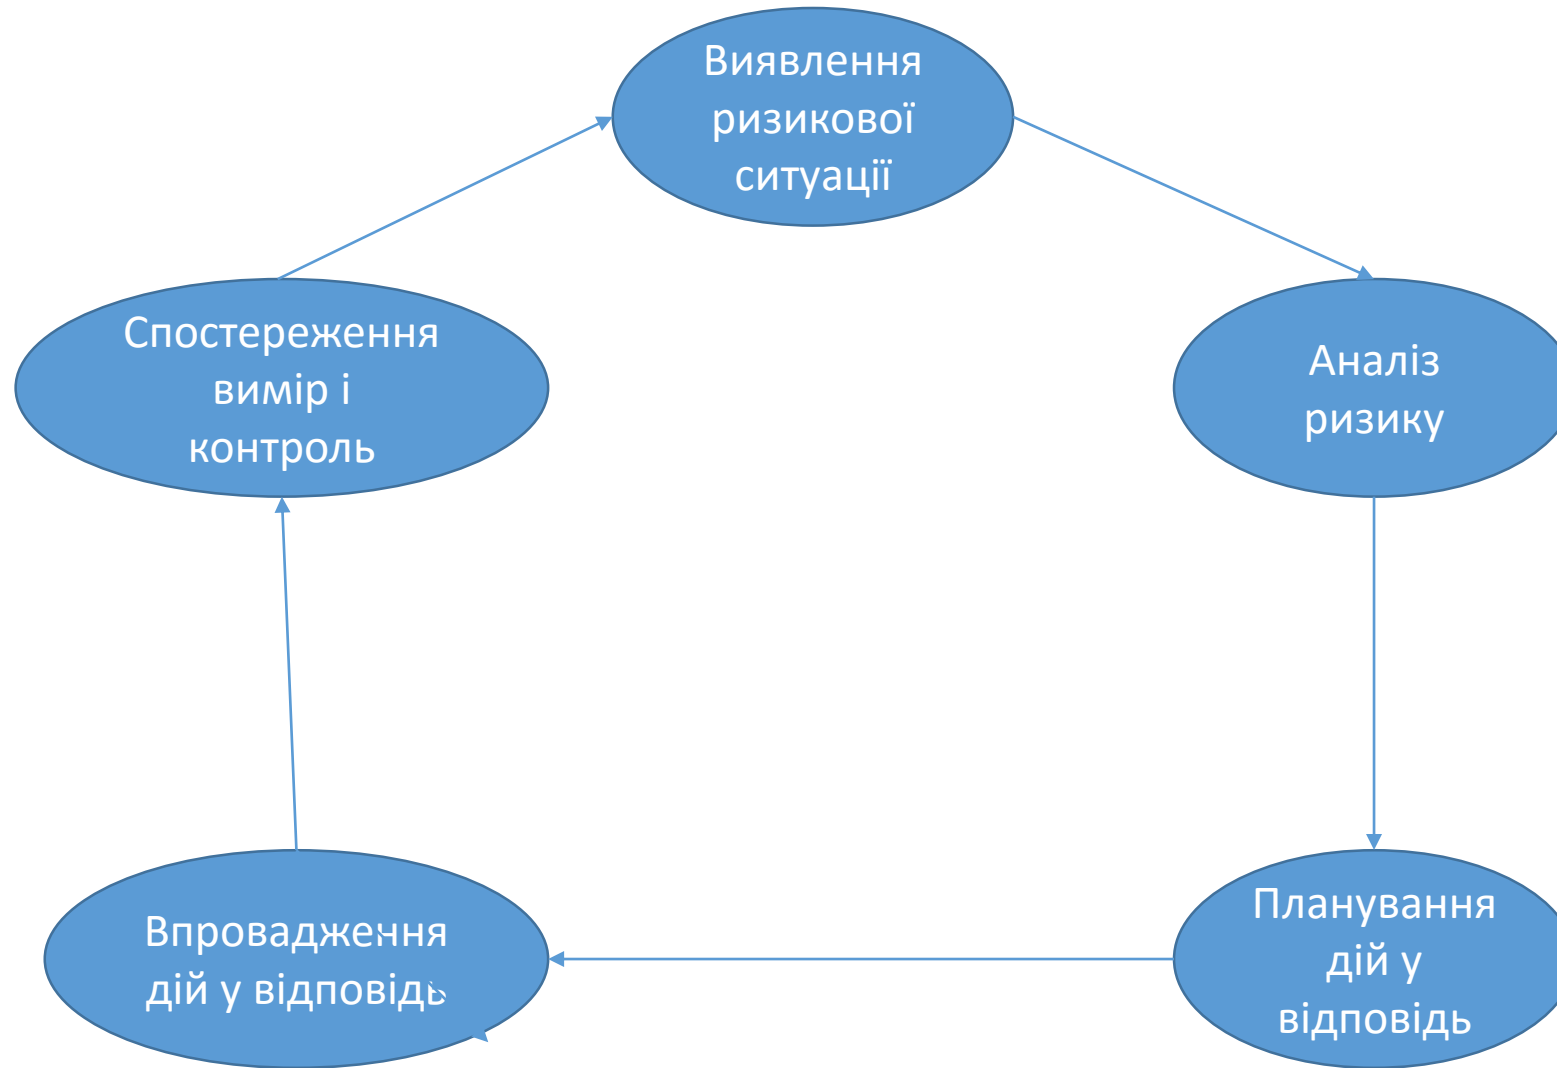 Виявлення
ризикової
ситуації
Спостереження
вимір і
контроль
Аналіз
ризику
Впровадження
дій у відповідь
Планування
дій у
відповідь